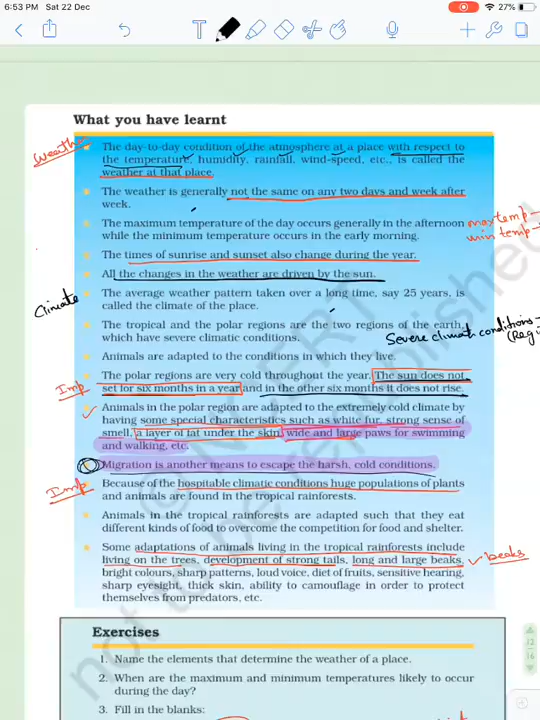 6:53 PM Sat 22 Dec
27%
What you have learnt
Weather
The day-to-day condition of the atmosphere at a place with respect to
the temperature, humidity, rainfall, wind-speed, etc., is called the
weather at that place.
The weather is generally not the same on any two days and week after
week.
The maximum temperature of the day occurs generally in the afternoon
while the minimum temperature occurs in the early morning.
max temp-
min temp-
The times of sunrise and sunset also change during the year.
All the changes in the weather are driven by the sun.
Climate
The average weather pattern taken over a long time, say 25 years, is
called the climate of the place.
The tropical and the polar regions are the two regions of the earth,
which have severe climatic conditions.
Severe climatic conditions-
Animals are adapted to the conditions in which they live.
The polar regions are very cold throughout the year. The sun does not
set for six months in a year and in the other six months it does not rise.
Imp
Animals in the polar region are adapted to the extremely cold climate by
having some special characteristics such as white fur, strong sense of
smell, a layer of fat under the skin, wide and large paws for swimming
and walking, etc.
Migration is another means to escape the harsh, cold conditions.
Imp
Because of the hospitable climatic conditions huge populations of plants
and animals are found in the tropical rainforests.
Animals in the tropical rainforests are adapted such that they eat
different kinds of food to overcome the competition for food and shelter.
Some adaptations of animals living in the tropical rainforests include
living on the trees, development of strong tails, long and large beaks,
beaks
bright colours, sharp patterns, loud voice, diet of fruits, sensitive hearing,
sharp eyesight, thick skin, ability to camouflage in order to protect
themselves from predators, etc.
Exercises
1. Name the elements that determine the weather of a place.
2. When are the maximum and minimum temperatures likely to occur
during the day?
3. Fill in the blanks:
12
16